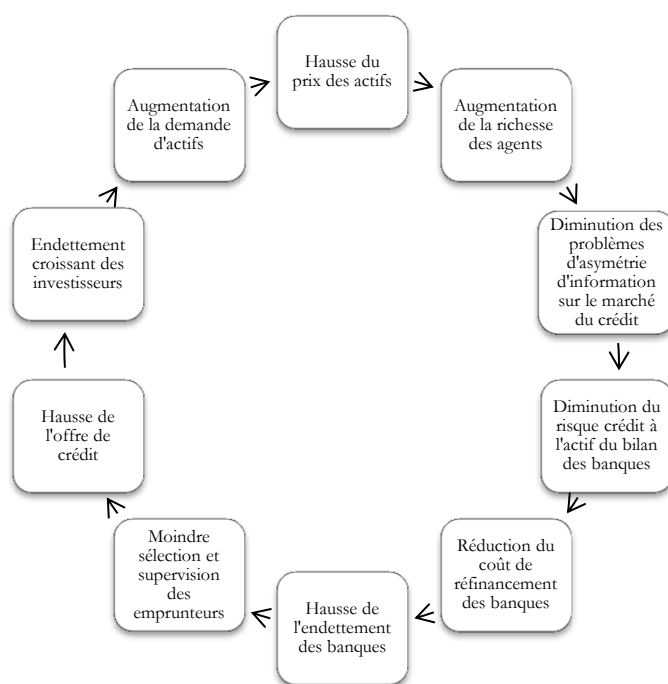 Hausse du
prix des actifs
Augmentation
de la richesse
des agents
Diminution des
problèmes
d'asymétrie
d'information
sur le marché
du crédit
Diminution du
risque crédit à
l'actif du bilan
des banques
Réduction du
coût de
réfinancement
des banques
Hausse de
l'endettement
des banques
Moindre
sélection et
supervision
des
emprunteurs
Hausse de
l'offre de
crédit
Endettement
croissant des
investisseurs
Augmentation
de la demande
d'actifs